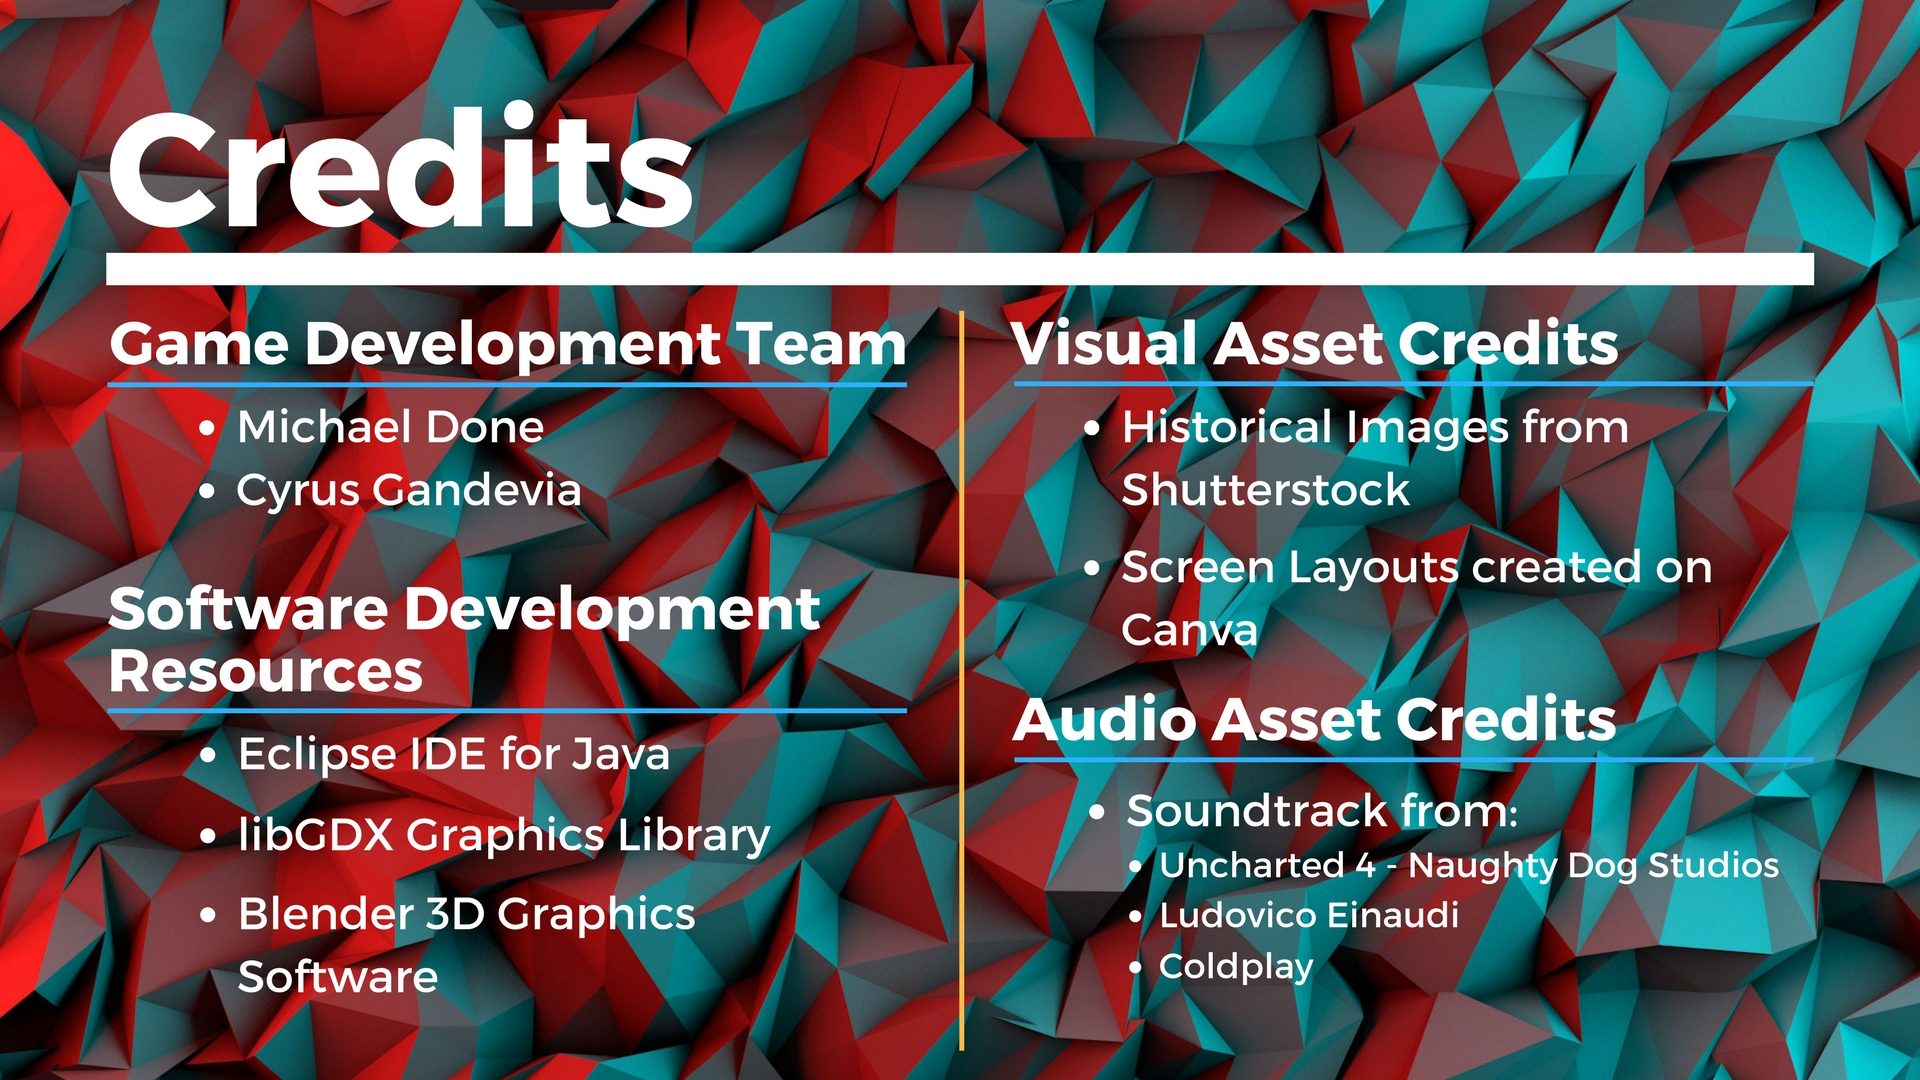 Credits
Game Development Team
• Michael Done
• Cyrus Gandevia
Software Development
Resources
• Eclipse IDE for Java
• libGDX Graphics Library
• Blender 3D Graphics
Software
Visual Asset Credits
• Historical Images from
Shutterstock
• Screen Layouts created on
Canva
Audio Asset Credits
• Soundtrack from:
• Uncharted 4 - Naughty Dog Studios
• Ludovico Einaudi
• Coldplay